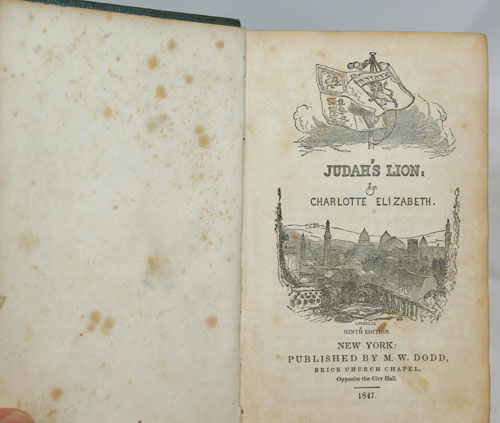 JUDAH'S LION.
by
CHARLOTTE ELIZABETH.
NINTH EDITION.
NEW YORK:
PUBLISHED BY M. W. DODD,
BRICK CHURCH CHAPEL,
Opposite the City Hall.
1847.